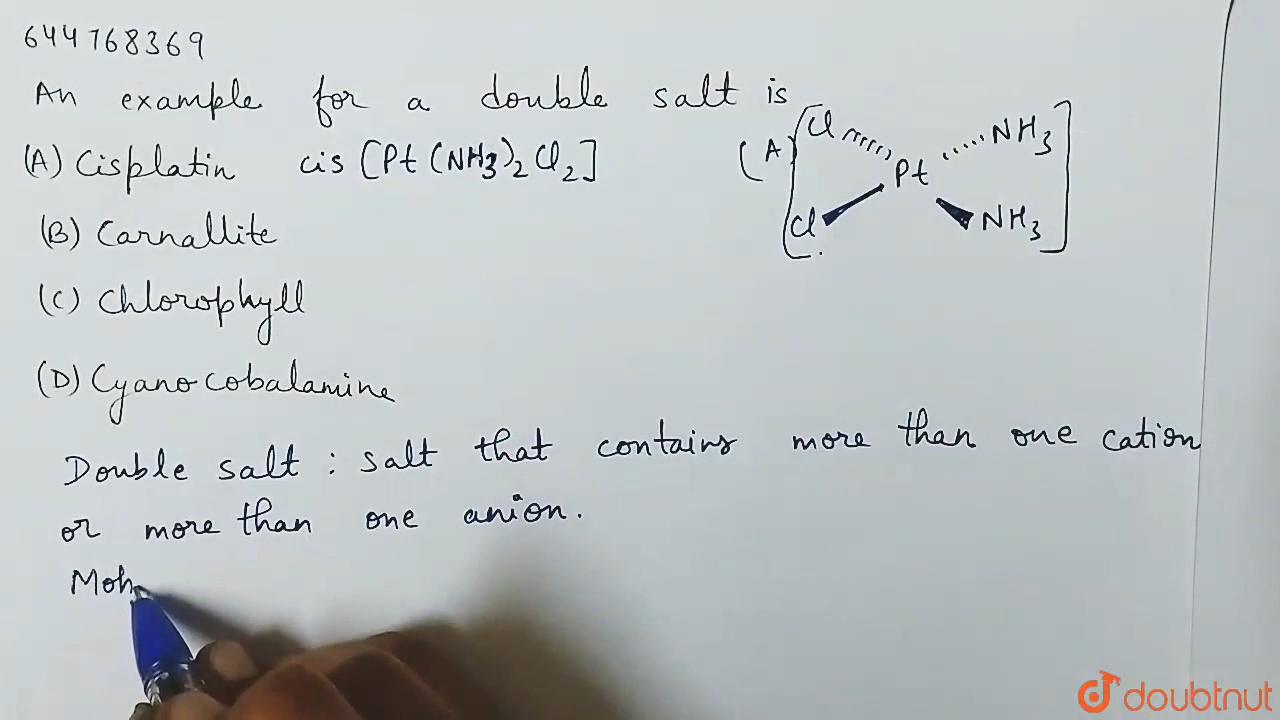 644768369
An example for a double salt is
(A) Cisplatin cis [Pt(NH3)2Cl2]
(B) Carnallite
(C) Chlorophyll
(D) Cyanocobalamine
(A) [Cl Pt NH3
Cl NH3]
Double salt : salt that contains more than one cation
or more than one anion.
Moh
doubtnut